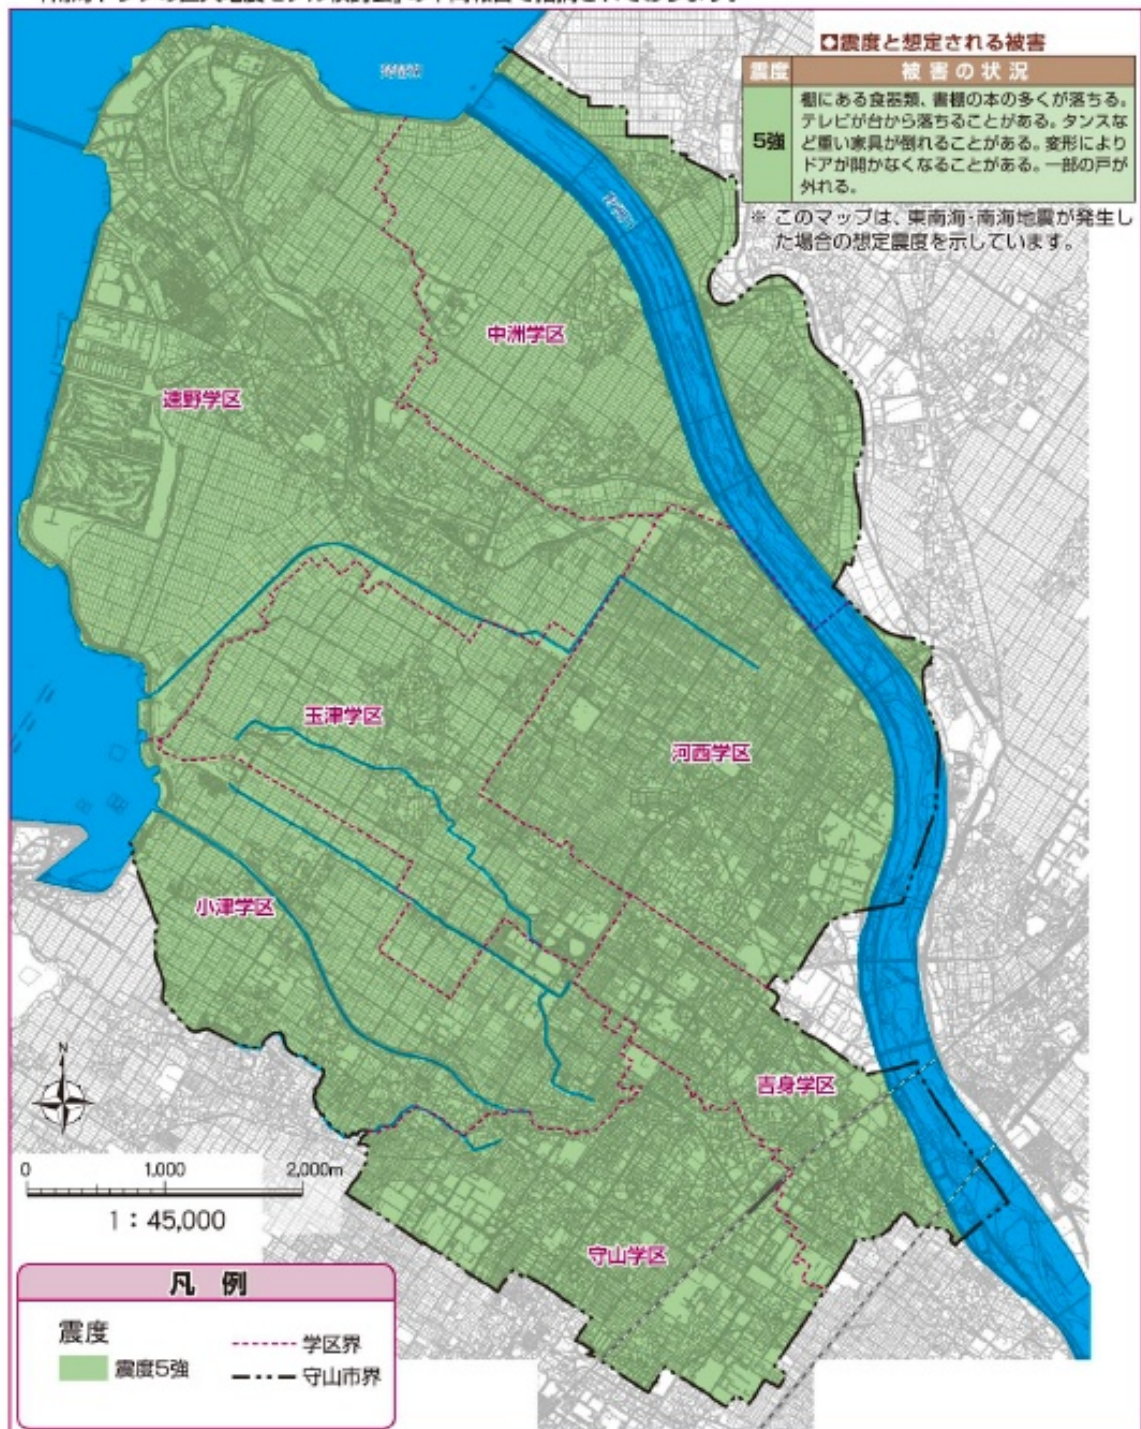 ◘震度と想定される被害
震度 被害の状況
5強
棚にある食器類、書棚の本の多くが落ちる。
テレビが台から落ちることがある。タンスな
ど重い家具が倒れることがある。変形により
ドアが開かなくなることがある。一部の戸が
外れる。
※ このマップは、東南海・南海地震が発生し
た場合の想定震度を示しています。
中洲学区
速野学区
玉津学区
河西学区
小津学区
吉身学区
守山学区
N
0 1,000 2,000m
1：45,000
凡例
震度
震度5強
学区界
守山市界